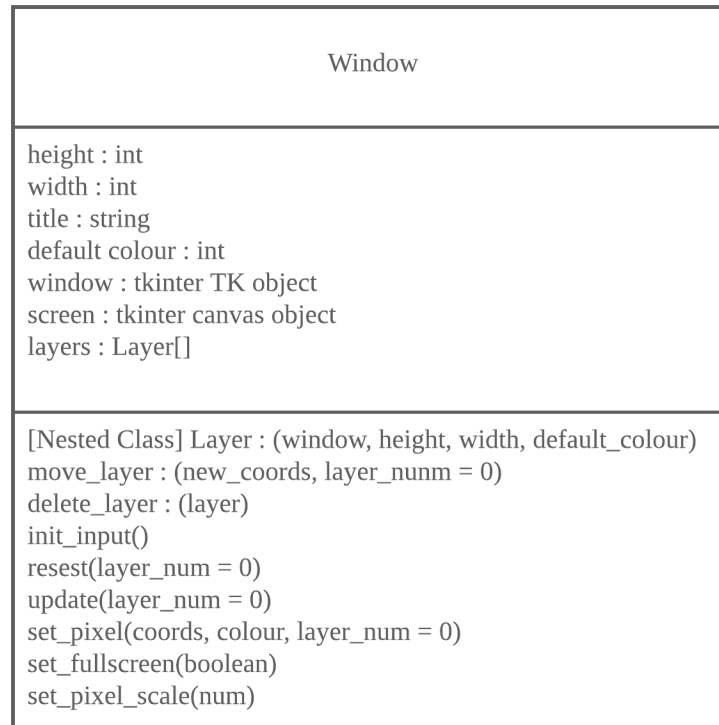 Window
height : int
width : int
title : string
default colour : int
window : tkinter TK object
screen : tkinter canvas object
layers : Layer[]
[Nested Class] Layer : (window, height, width, default_colour)
move_layer : (new_coords, layer_nunm = 0)
delete_layer : (layer)
init_input()
resest(layer_num = 0)
update(layer_num = 0)
set_pixel(coords, colour, layer_num = 0)
set_fullscreen(boolean)
set_pixel_scale(num)